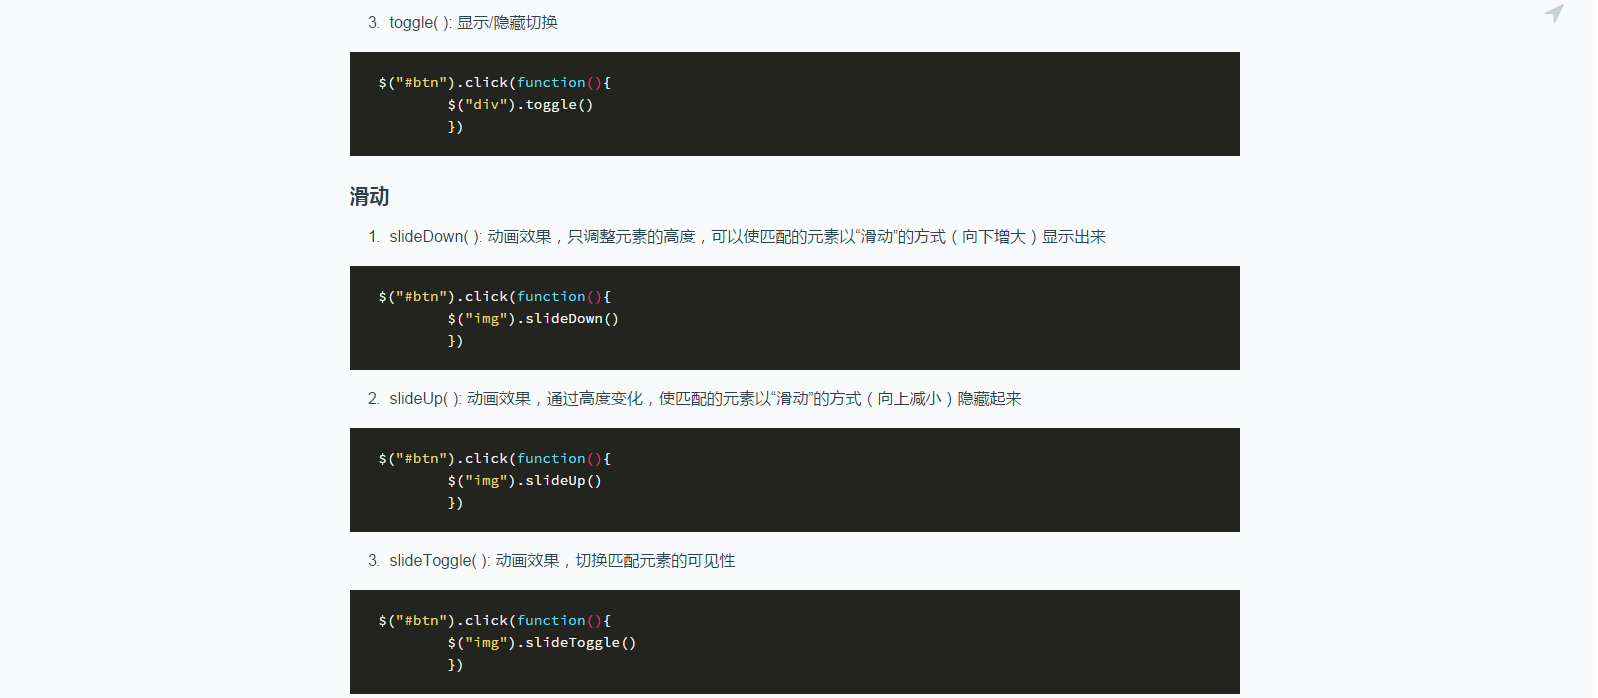 3. toggle( ): 显示/隐藏切换
$("#btn").click(function(){
$("div").toggle()
})
滑动
1. slideDown( ): 动画效果，只调整元素的高度，可以使匹配的元素以“滑动”的方式（向下增大）显示出来
$("#btn").click(function(){
$("img").slideDown()
})
2. slideUp( ): 动画效果，通过高度变化，使匹配的元素以“滑动”的方式（向上减小）隐藏起来
$("#btn").click(function(){
$("img").slideUp()
})
3. slideToggle( ): 动画效果，切换匹配元素的可见性
$("#btn").click(function(){
$("img").slideToggle()
})